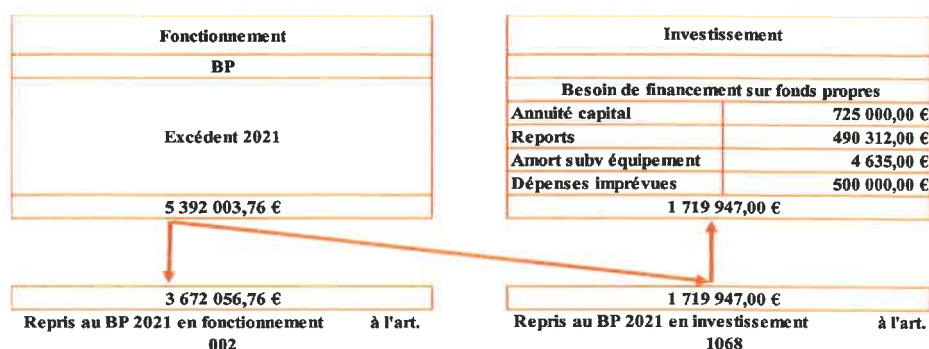 Fonctionnement
BP
Excédent 2021
5 392 003,76 €
Investissement
Besoin de financement sur fonds propres
Annuité capital 725 000,00 €
Reports 490 312,00 €
Amort subv équipement 4 635,00 €
Dépenses imprévues 500 000,00 €
1 719 947,00 €
3 672 056,76 €
Repris au BP 2021 en fonctionnement à l'art.
002
1 719 947,00 €
Repris au BP 2021 en investissement à l'art.
1068